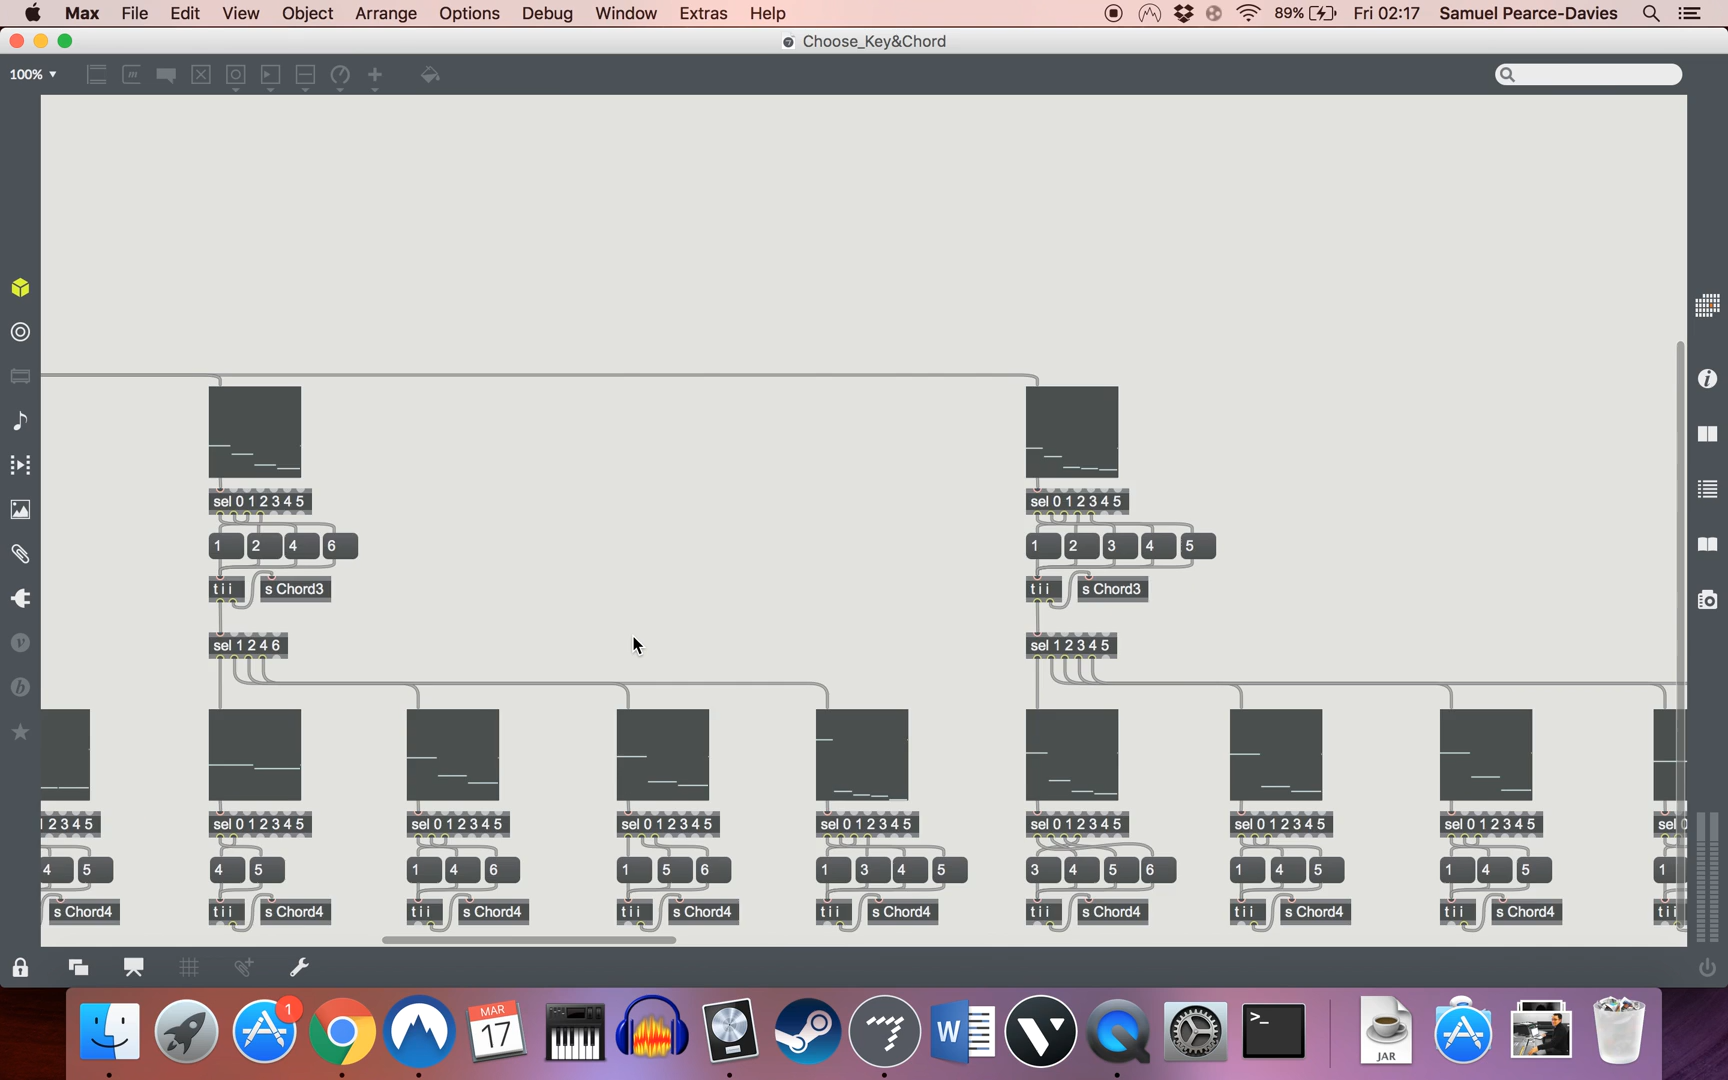 Max File Edit View Object Arrange Options Debug Window Extras Help 89% Fri 02:17 Samuel Pearce-Davies
Choose_Key&Chord
100%
sel 0 1 2 3 4 5 sel 0 1 2 3 4 5
1 2 4 6 1 2 3 4 5
t i i s Chord3 t i i s Chord3
sel 1 2 4 6 sel 1 2 3 4 5
1 2 3 4 5 sel 0 1 2 3 4 5 sel 0 1 2 3 4 5 sel 0 1 2 3 4 5 sel 0 1 2 3 4 5 sel 0 1 2 3 4 5 sel 0 1 2 3 4 5 sel 0 1 2 3 4 5 sel
4 5 4 5 1 4 6 1 5 6 1 3 4 5 3 4 5 6 1 4 5 1 4 5 1
s Chord4 t i i s Chord4 t i i s Chord4 t i i s Chord4 t i i s Chord4 t i i s Chord4 t i i s Chord4 t i i s Chord4 t i i
1 MAR
17 W >_ JAR